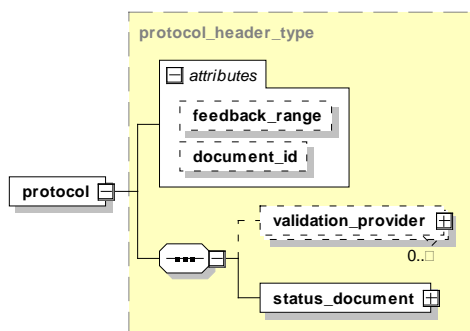 protocol_header_type
attributes
feedback_range
document_id
protocol
validation_provider
0..□
status_document